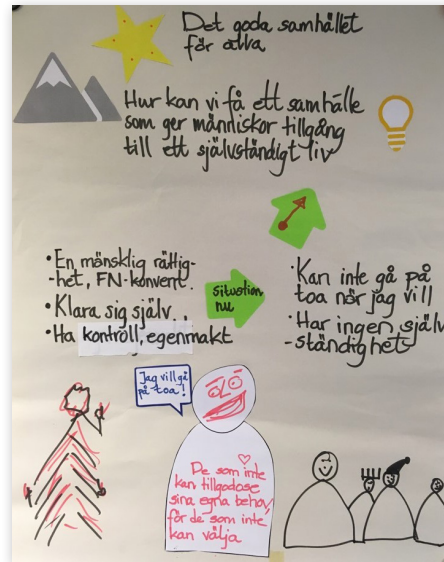 Det goda samhället
för alla
Hur kan vi få ett samhälle
som ger människor tillgång
till ett självständigt liv
• En mänsklig rättig-
-het, FN-konvent.
• Klara sig själv
• Ha kontroll, egenmakt
situation
nu
• Kan inte gå på
toa när jag vill
• Har ingen själv
-ständighet
Jag vill gå
på toa!
De som inte
kan tillgodose
sina egna behov,
för de som inte
kan välja